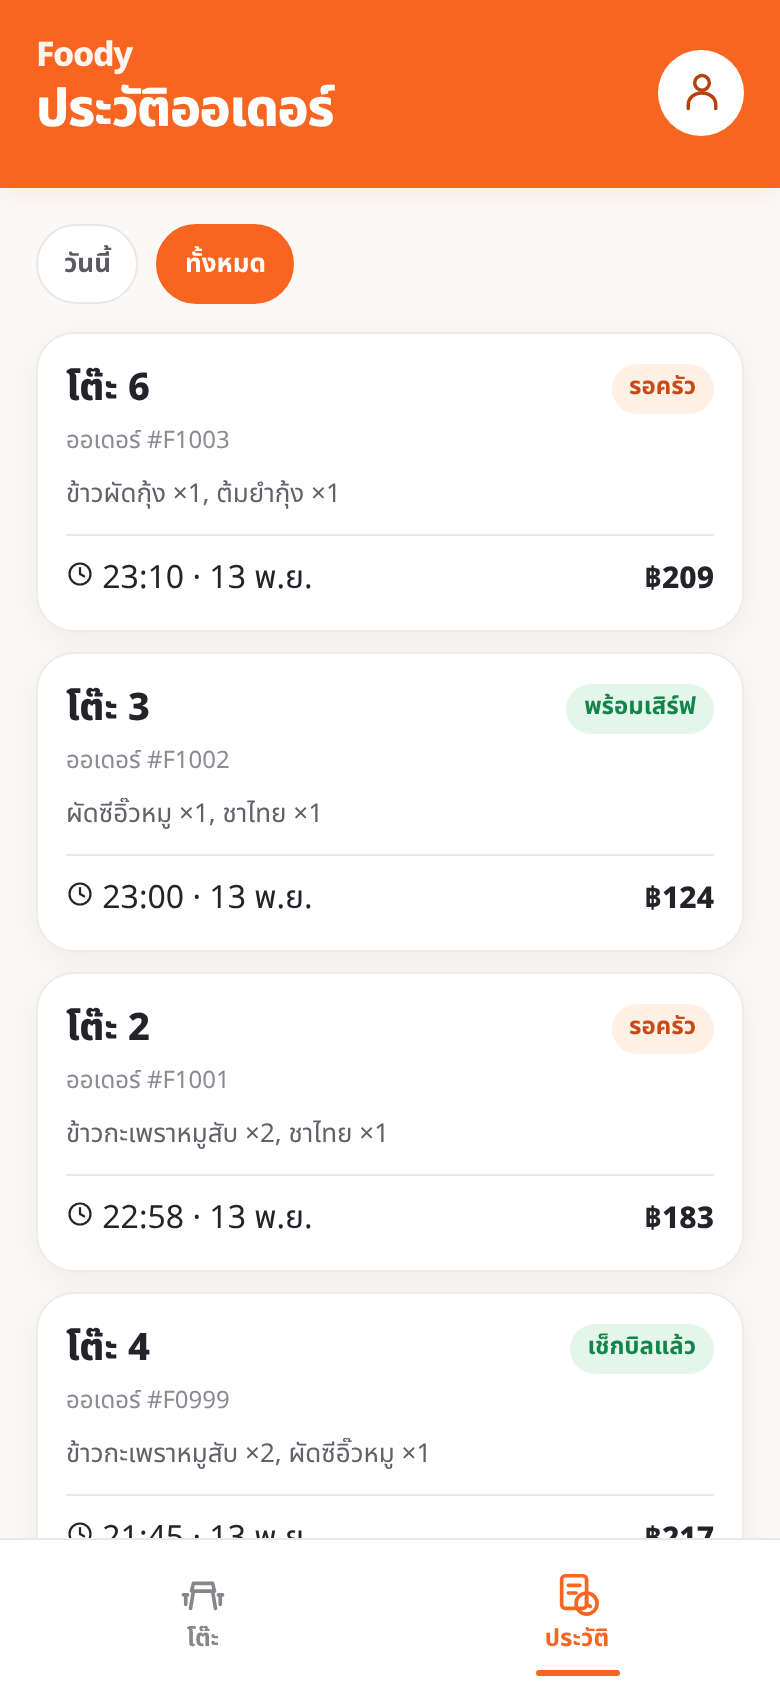 Foody
ประวัติออเดอร์
วันนี้ ทั้งหมด
โต๊ะ 6 รอครัว
ออเดอร์ #F1003
ข้าวผัดกุ้ง ×1, ต้มยำกุ้ง ×1
23:10 · 13 พ.ย. ฿209
โต๊ะ 3 พร้อมเสิร์ฟ
ออเดอร์ #F1002
ผัดซีอิ๊วหมู ×1, ชาไทย ×1
23:00 · 13 พ.ย. ฿124
โต๊ะ 2 รอครัว
ออเดอร์ #F1001
ข้าวกะเพราหมูสับ ×2, ชาไทย ×1
22:58 · 13 พ.ย. ฿183
โต๊ะ 4 เช็กบิลแล้ว
ออเดอร์ #F0999
ข้าวกะเพราหมูสับ ×2, ผัดซีอิ๊วหมู ×1
21:45 · 13 พ.ย. ฿217
โต๊ะ ประวัติ